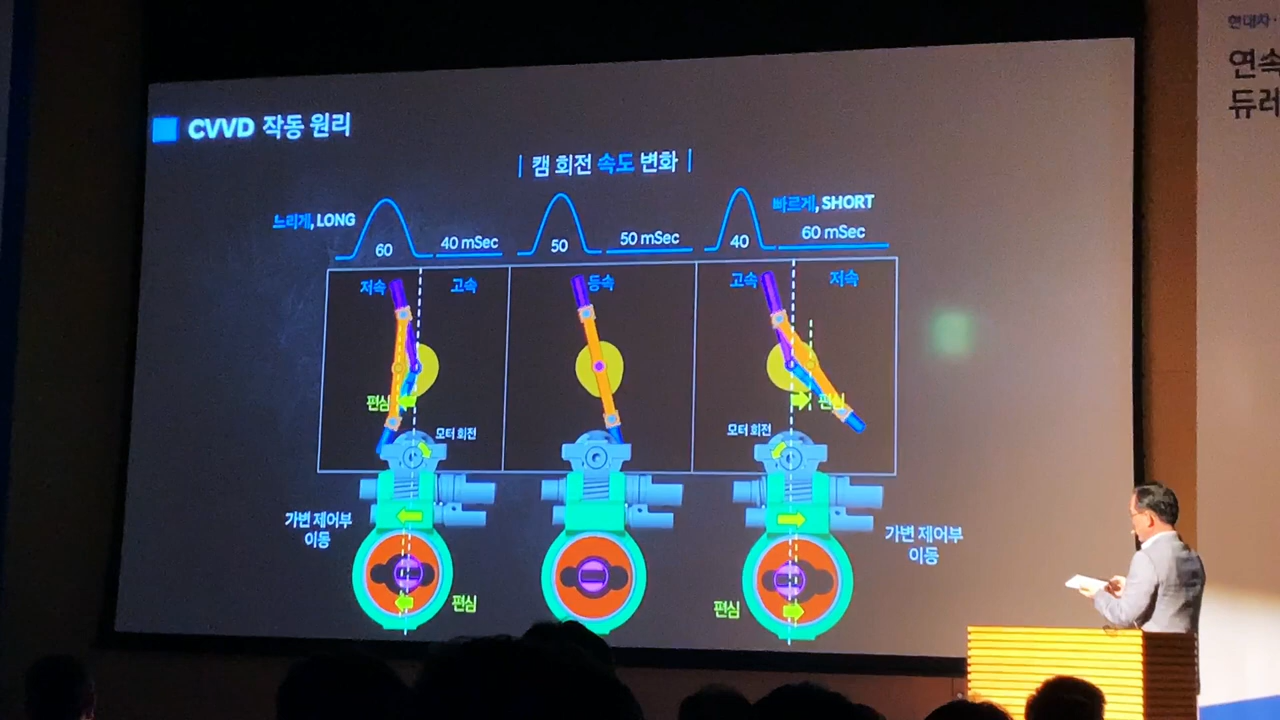 현대차·
연속
듀레
CVVD 작동 원리
| 캠 회전 속도 변화 |
느리게, LONG
60
40 mSec
50
50 mSec
40
빠르게, SHORT
60 mSec
저속
고속
등속
고속
저속
편심
모터 회전
모터 회전
편심
가변 제어부
이동
가변 제어부
이동
편심
편심